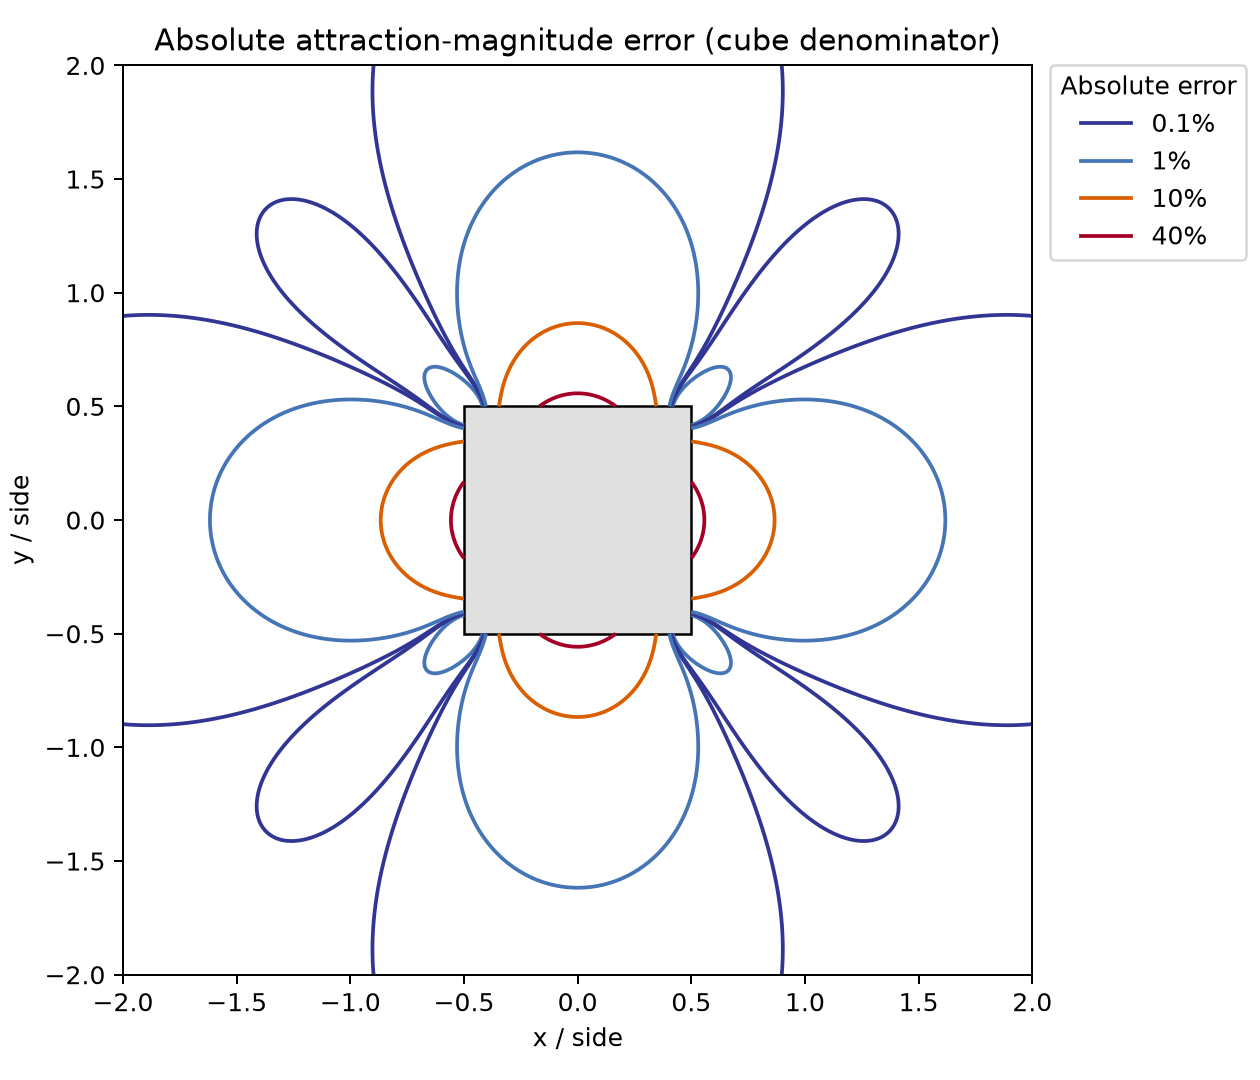 Absolute attraction-magnitude error (cube denominator)
Absolute error
0.1%
1%
10%
40%
2.0
1.5
1.0
0.5
0.0
−0.5
−1.0
−1.5
−2.0
y / side
−2.0 −1.5 −1.0 −0.5 0.0 0.5 1.0 1.5 2.0
x / side